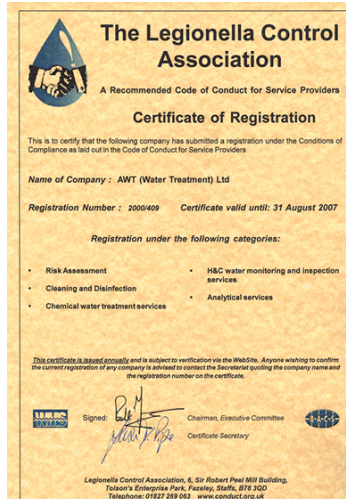 The Legionella Control
Association
A Recommended Code of Conduct for Service Providers
Certificate of Registration
This is to certify that the following company has submitted a registration under the Conditions of
Compliance as laid out in the Code of Conduct for Service Providers
Name of Company : AWT (Water Treatment) Ltd
Registration Number : 2000/409 Certificate valid until: 31 August 2007
Registration under the following categories:
• Risk Assessment
• Cleaning and Disinfection
• Chemical water treatment services
• H&C water monitoring and inspection
services
• Analytical services
This certificate is issued annually and is subject to verification via the WebSite. Anyone wishing to confirm
the current registration of any company is advised to contact the Secretariat quoting the company name and
the registration number on the certificate.
Signed:
Chairman, Executive Committee
Certificate Secretary
Legionella Control Association, 6, Sir Robert Peel Mill Building,
Tolson's Enterprise Park, Fazeley, Staffs, B78 3QD
Telephone: 01827 269 063 www.conduct.org.uk